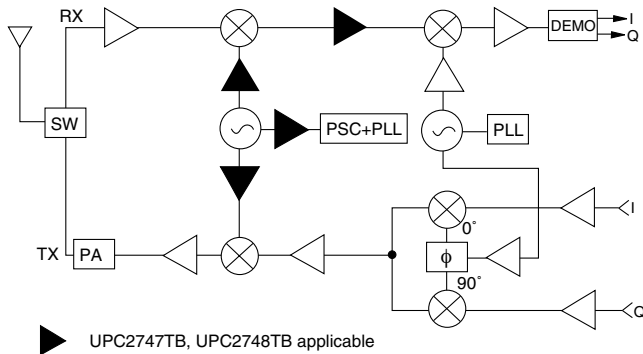 RX
DEMO
I
Q
SW
PSC+PLL
PLL
I
0°
TX
PA
ϕ
90°
Q
UPC2747TB, UPC2748TB applicable